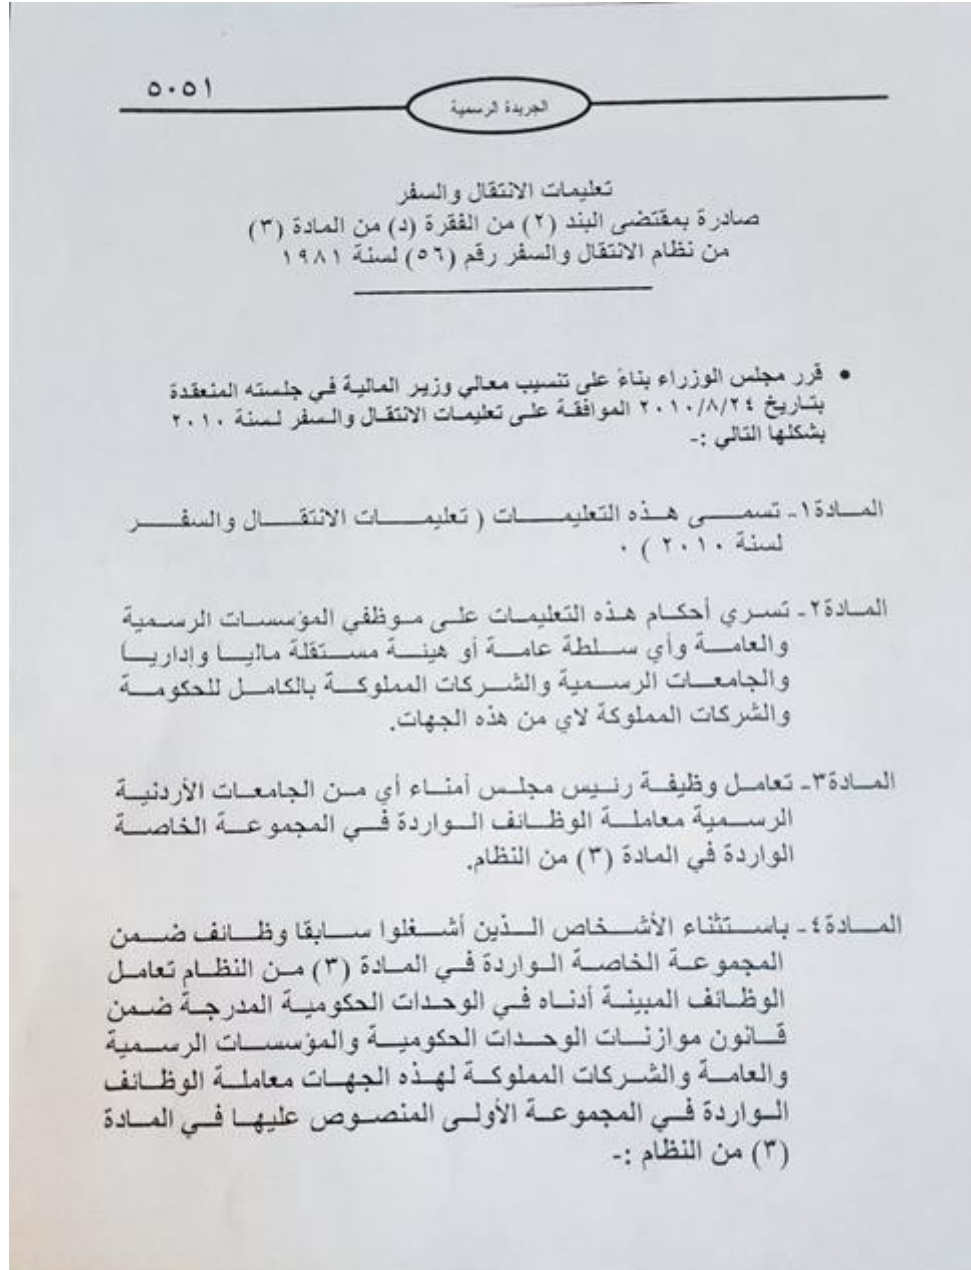 ٥٠٥١
الجريدة الرسمية
تعليمات الانتقال والسفر
صادرة بمقتضى البند (٢) من الفقرة (د) من المادة (٣)
من نظام الانتقال والسفر رقم (٥٦) لسنة ١٩٨١
• قرر مجلس الوزراء بناءً على تنسيب معالي وزير المالية في جلسته المنعقدة
بتاريخ ٢٠١٠/٨/٢٤ الموافقة على تعليمات الانتقال والسفر لسنة ٢٠١٠
بشكلها التالي :-
المادة١- تسمى هذه التعليمات ( تعليمات الانتقال والسفر
لسنة ٢٠١٠ ) ٠
المادة٢- تسري أحكام هذه التعليمات على موظفي المؤسسات الرسمية
والعامة وأي سلطة عامة أو هيئة مستقلة مالياً وإدارياً
والجامعات الرسمية والشركات المملوكة بالكامل للحكومة
والشركات المملوكة لاي من هذه الجهات.
المادة٣- تعامل وظيفة رئيس مجلس أمناء أي من الجامعات الأردنية
الرسمية معاملة الوظائف الواردة في المجموعة الخاصة
الواردة في المادة (٣) من النظام.
المادة٤- باستثناء الأشخاص الذين أشغلوا سابقا وظائف ضمن
المجموعة الخاصة الواردة في المادة (٣) من النظام تعامل
الوظائف المبينة أدناه في الوحدات الحكومية المدرجة ضمن
قانون موازنات الوحدات الحكومية والمؤسسات الرسمية
والعامة والشركات المملوكة لهذه الجهات معاملة الوظائف
الواردة في المجموعة الأولى المنصوص عليها في المادة
(٣) من النظام :-